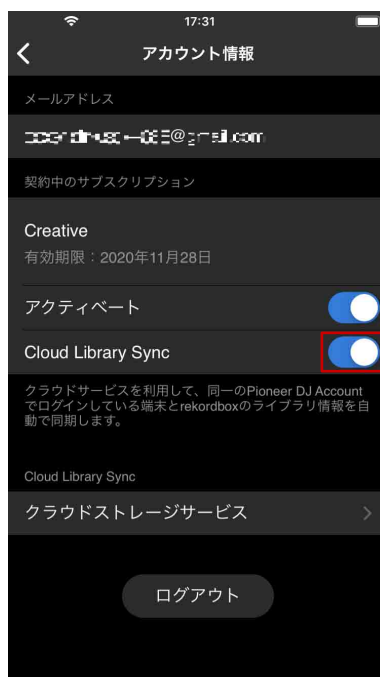 17:31
アカウント情報
メールアドレス
契約中のサブスクリプション
Creative
有効期限：2020年11月28日
アクティベート
Cloud Library Sync
クラウドサービスを利用して、同一のPioneer DJ Account
でログインしている端末とrekordboxのライブラリ情報を自
動で同期します。
Cloud Library Sync
クラウドストレージサービス
ログアウト